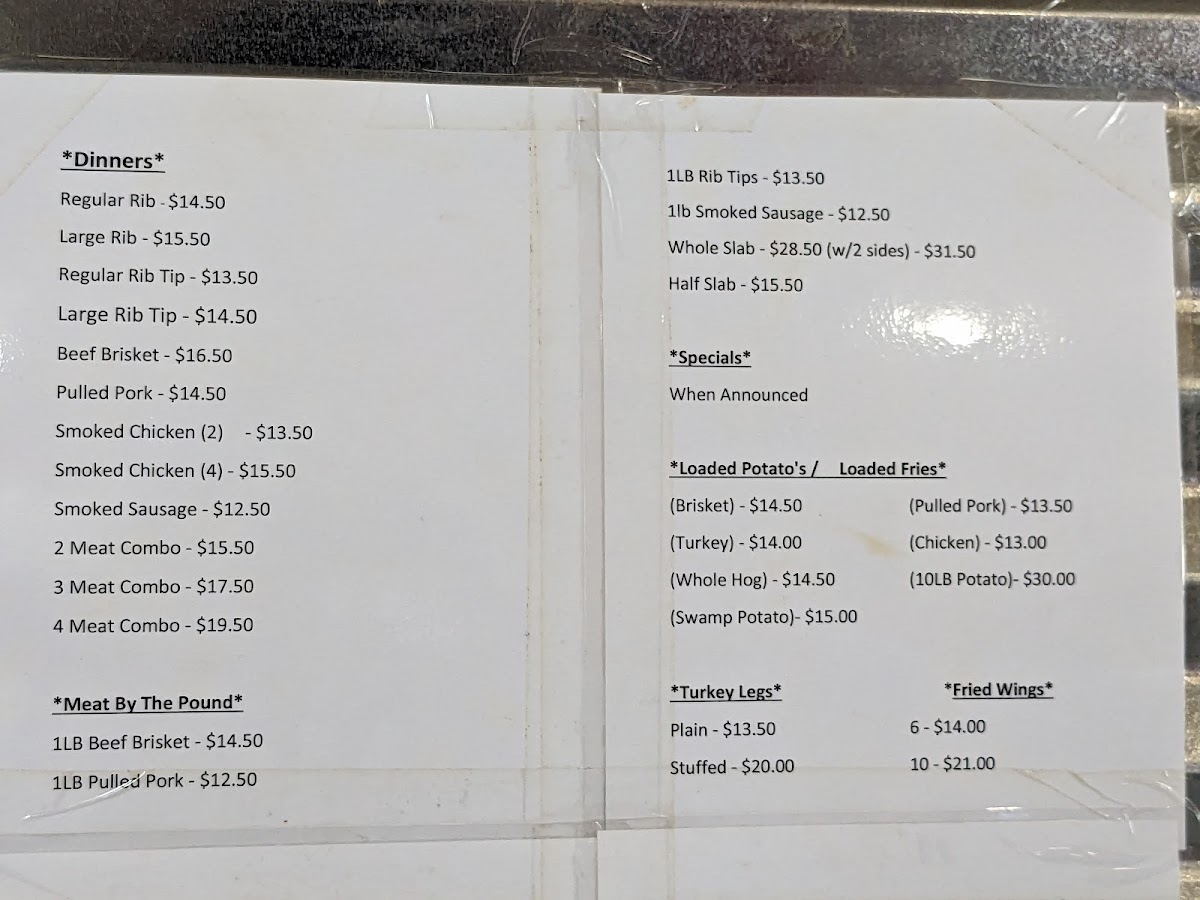 *Dinners*
Regular Rib - $14.50
Large Rib - $15.50
Regular Rib Tip - $13.50
Large Rib Tip - $14.50
Beef Brisket - $16.50
Pulled Pork - $14.50
Smoked Chicken (2) - $13.50
Smoked Chicken (4) - $15.50
Smoked Sausage - $12.50
2 Meat Combo - $15.50
3 Meat Combo - $17.50
4 Meat Combo - $19.50
*Meat By The Pound*
1LB Beef Brisket - $14.50
1LB Pulled Pork - $12.50
1LB Rib Tips - $13.50
1lb Smoked Sausage - $12.50
Whole Slab - $28.50 (w/2 sides) - $31.50
Half Slab - $15.50
*Specials*
When Announced
*Loaded Potato's / Loaded Fries*
(Brisket) - $14.50 (Pulled Pork) - $13.50
(Turkey) - $14.00 (Chicken) - $13.00
(Whole Hog) - $14.50 (10LB Potato)- $30.00
(Swamp Potato)- $15.00
*Turkey Legs* *Fried Wings*
Plain - $13.50 6 - $14.00
Stuffed - $20.00 10 - $21.00